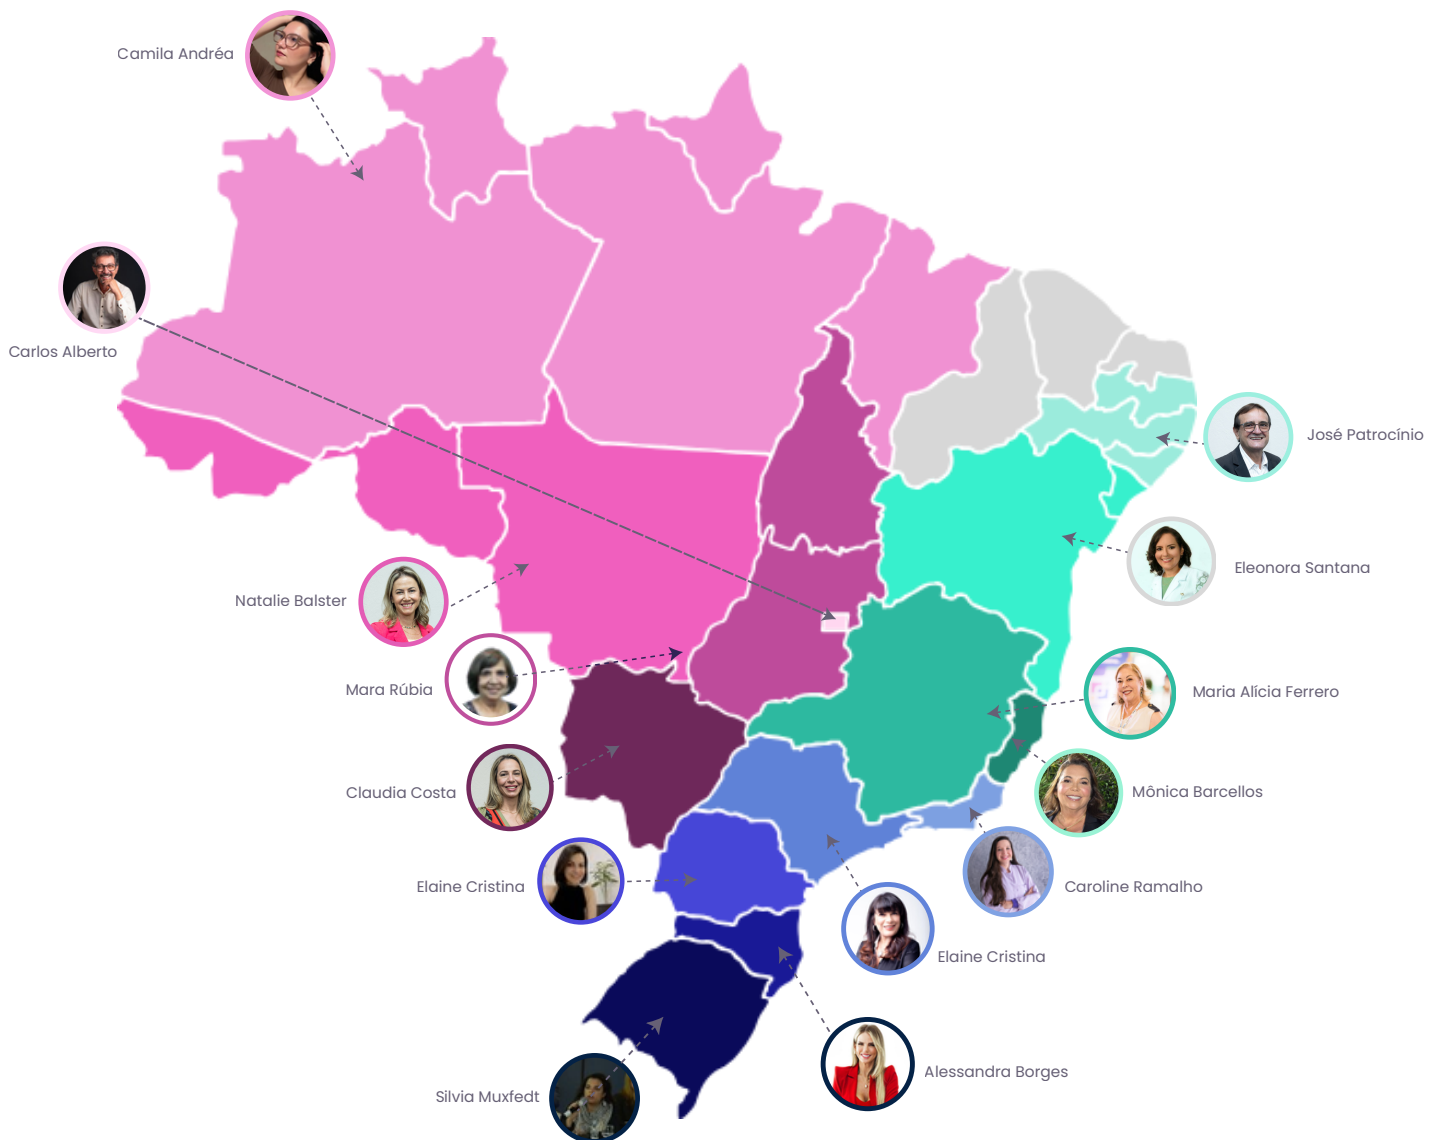 Camila Andréa
Carlos Alberto
José Patrocínio
Eleonora Santana
Natalie Balster
Mara Rúbia
Maria Alícia Ferrero
Claudia Costa
Mônica Barcellos
Elaine Cristina
Caroline Ramalho
Elaine Cristina
Alessandra Borges
Silvia Muxfedt